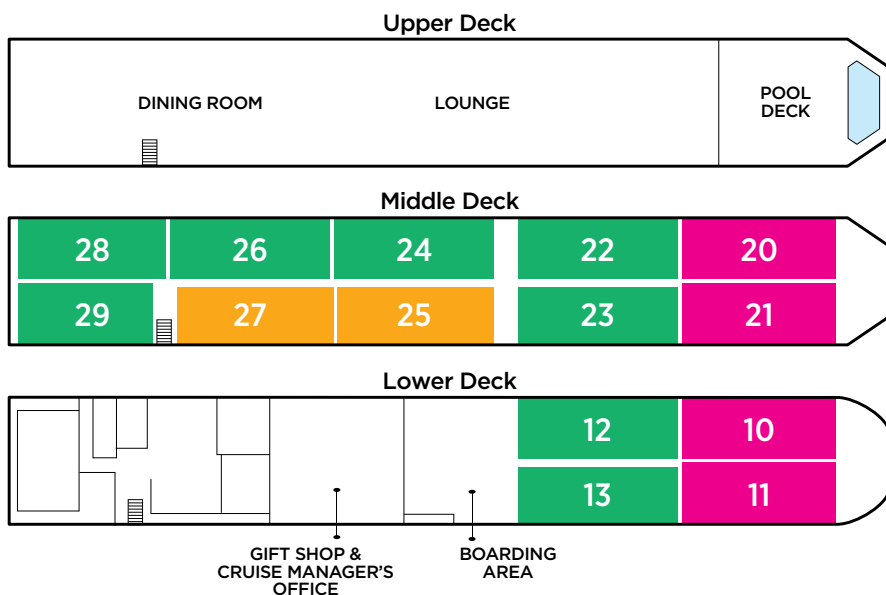 Upper Deck
DINING ROOM
LOUNGE
POOL
DECK
Middle Deck
28 26 24 22 20
29 27 25 23 21
Lower Deck
12 10
13 11
GIFT SHOP &
CRUISE MANAGER'S
OFFICE
BOARDING
AREA